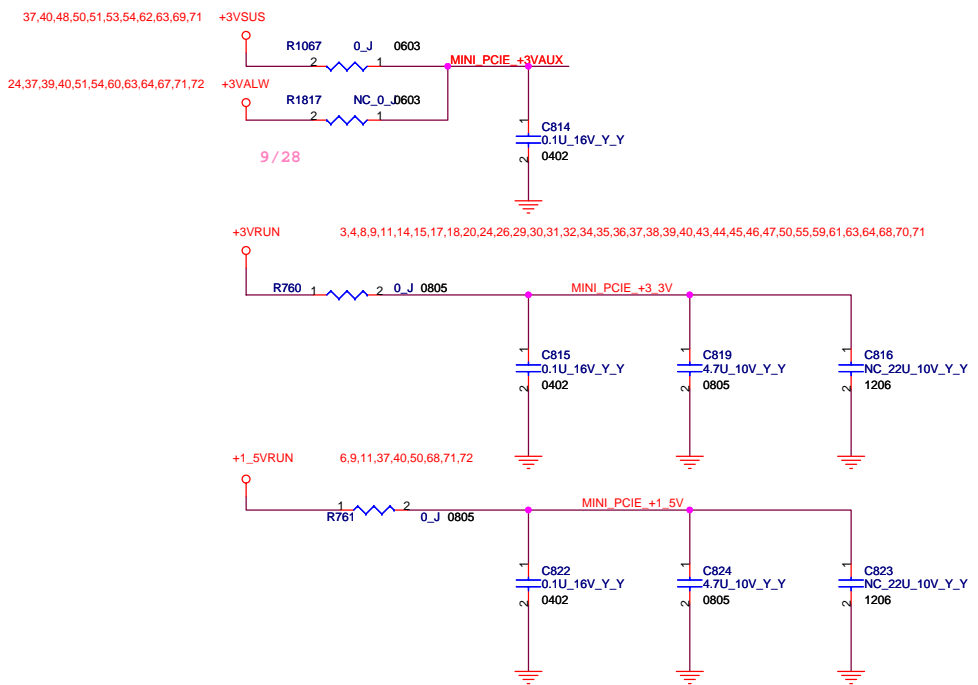 37,40,48,50,51,53,54,62,63,69,71 +3VSUS
R1067 0_J 0603
2 1
MINI_PCIE_+3VAUX
24,37,39,40,51,54,60,63,64,67,71,72 +3VALW
R1817 NC_0_J0603
2 1
1
C814
0.1U_16V_Y_Y
2 0402
9/28
+3VRUN 3,4,8,9,11,14,15,17,18,20,24,26,29,30,31,32,34,35,36,37,38,39,40,43,44,45,46,47,50,55,59,61,63,64,68,70,71
R760 1 2 0_J 0805 MINI_PCIE_+3_3V
1 1 1
C815 C819 C816
0.1U_16V_Y_Y 4.7U_10V_Y_Y NC_22U_10V_Y_Y
2 0402 2 0805 2 1206
+1_5VRUN 6,9,11,37,40,50,68,71,72
1 2 MINI_PCIE_+1_5V
R761 0_J 0805
1 1 1
C822 C824 C823
0.1U_16V_Y_Y 4.7U_10V_Y_Y NC_22U_10V_Y_Y
2 0402 2 0805 2 1206